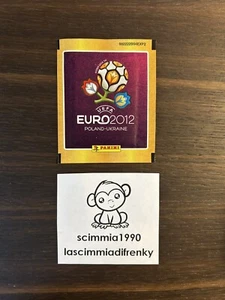 UEFA
EURO2012
POLAND-UKRAINE
PANINI
scimmia1990
lascimmiadifrenky